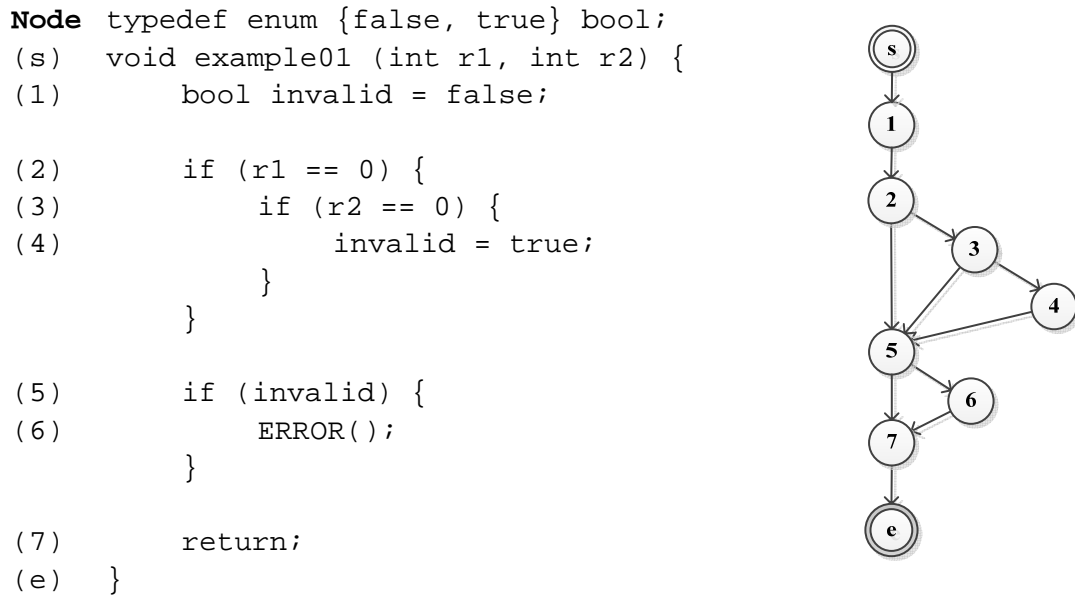 Node typedef enum {false, true} bool;
(s) void example01 (int r1, int r2) {
(1) bool invalid = false;
(2) if (r1 == 0) {
(3) if (r2 == 0) {
(4) invalid = true;
}
}
(5) if (invalid) {
(6) ERROR();
}
(7) return;
(e) }
s
1
2
3
4
5
6
7
e